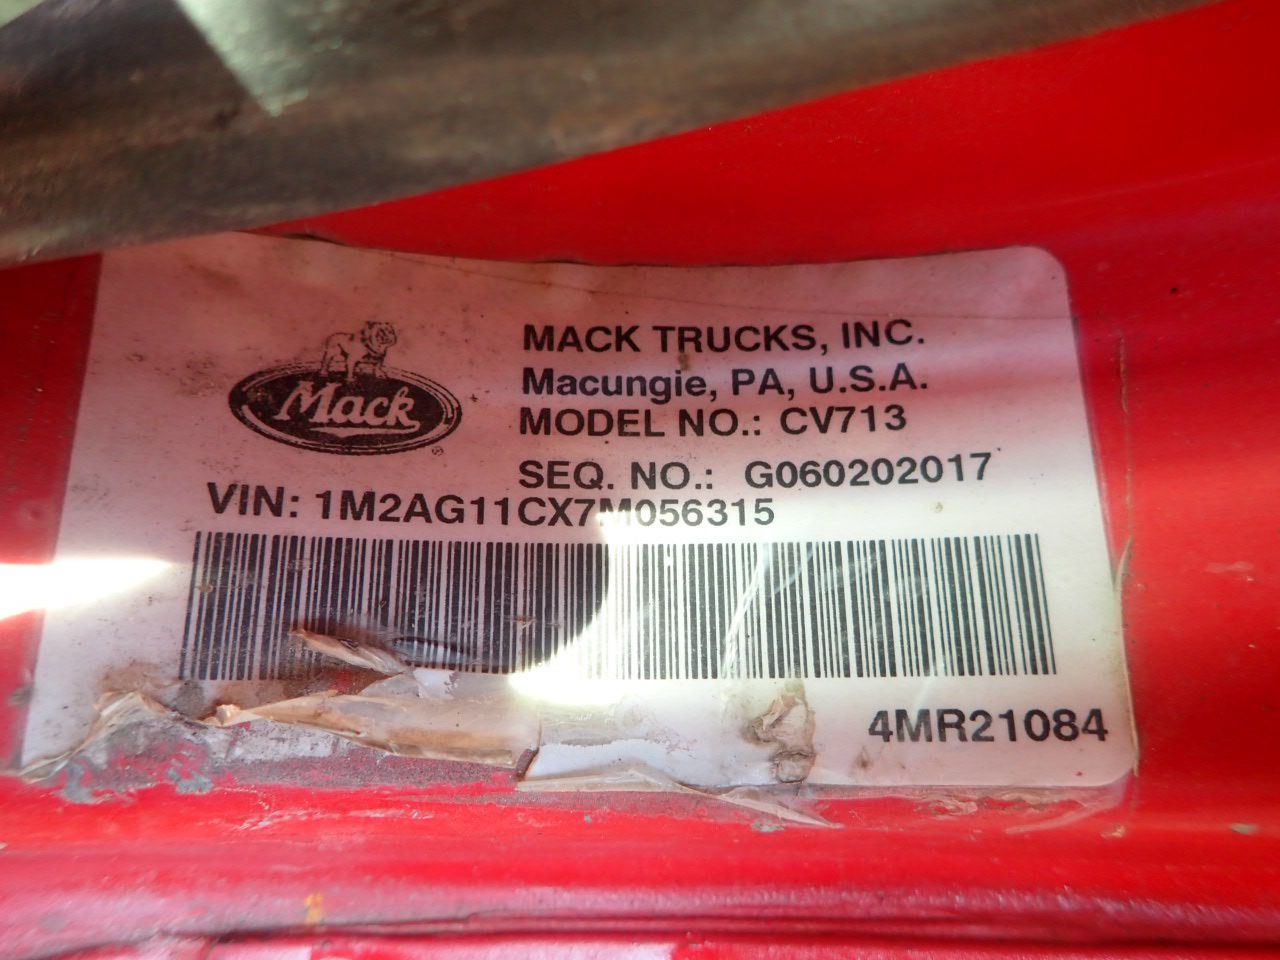 Mack
MACK TRUCKS, INC.
Macungie, PA, U.S.A.
MODEL NO.: CV713
SEQ. NO.: G060202017
VIN: 1M2AG11CX7M056315
4MR21084